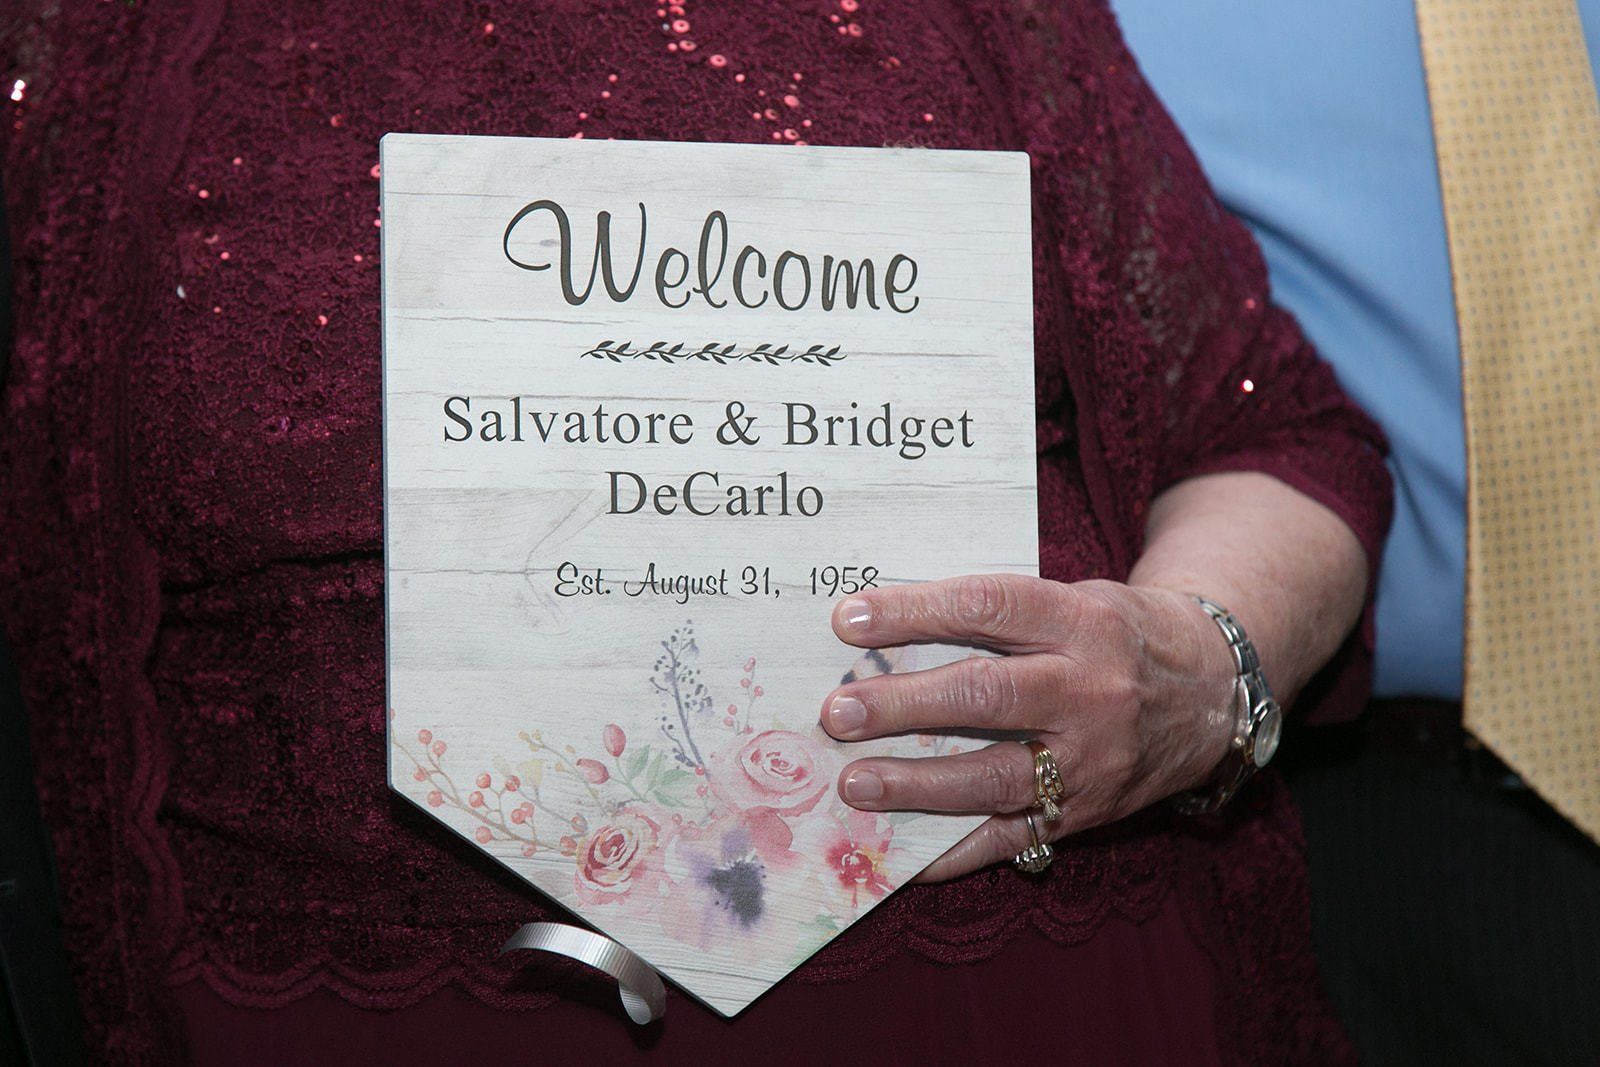 Welcome
Salvatore & Bridget
DeCarlo
Est. August 31, 1958